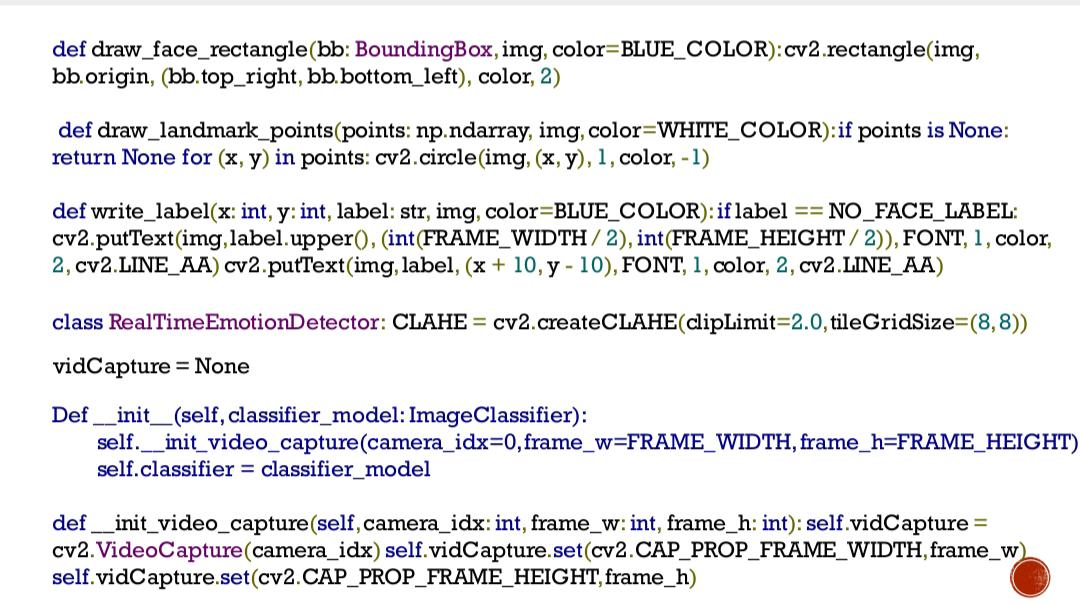 def draw_face_rectangle(bb: BoundingBox, img, color=BLUE_COLOR):cv2.rectangle(img,
bb.origin, (bb.top_right, bb.bottom_left), color, 2)
def draw_landmark_points(points: np.ndarray, img, color=WHITE_COLOR):if points is None:
return None for (x, y) in points: cv2.circle(img, (x, y), 1, color, -1)
def write_label(x: int, y: int, label: str, img, color=BLUE_COLOR): if label == NO_FACE_LABEL:
cv2.putText(img,label.upper(), (int(FRAME_WIDTH / 2), int(FRAME_HEIGHT / 2)), FONT, 1, color,
2, cv2.LINE_AA) cv2.putText(img, label, (x + 10, y - 10), FONT, 1, color, 2, cv2.LINE_AA)
class RealTimeEmotionDetector: CLAHE = cv2.createCLAHE(clipLimit=2.0,tileGridSize=(8,8))
vidCapture = None
Def __init__(self, classifier_model: ImageClassifier):
self.__init_video_capture(camera_idx=0,frame_w=FRAME_WIDTH, frame_h=FRAME_HEIGHT)
self.classifier = classifier_model
def __init_video_capture(self, camera_idx: int, frame_w: int, frame_h: int): self.vidCapture =
cv2.VideoCapture(camera_idx) self.vidCapture.set(cv2.CAP_PROP_FRAME_WIDTH, frame_w)
self.vidCapture.set(cv2.CAP_PROP_FRAME_HEIGHT, frame_h)